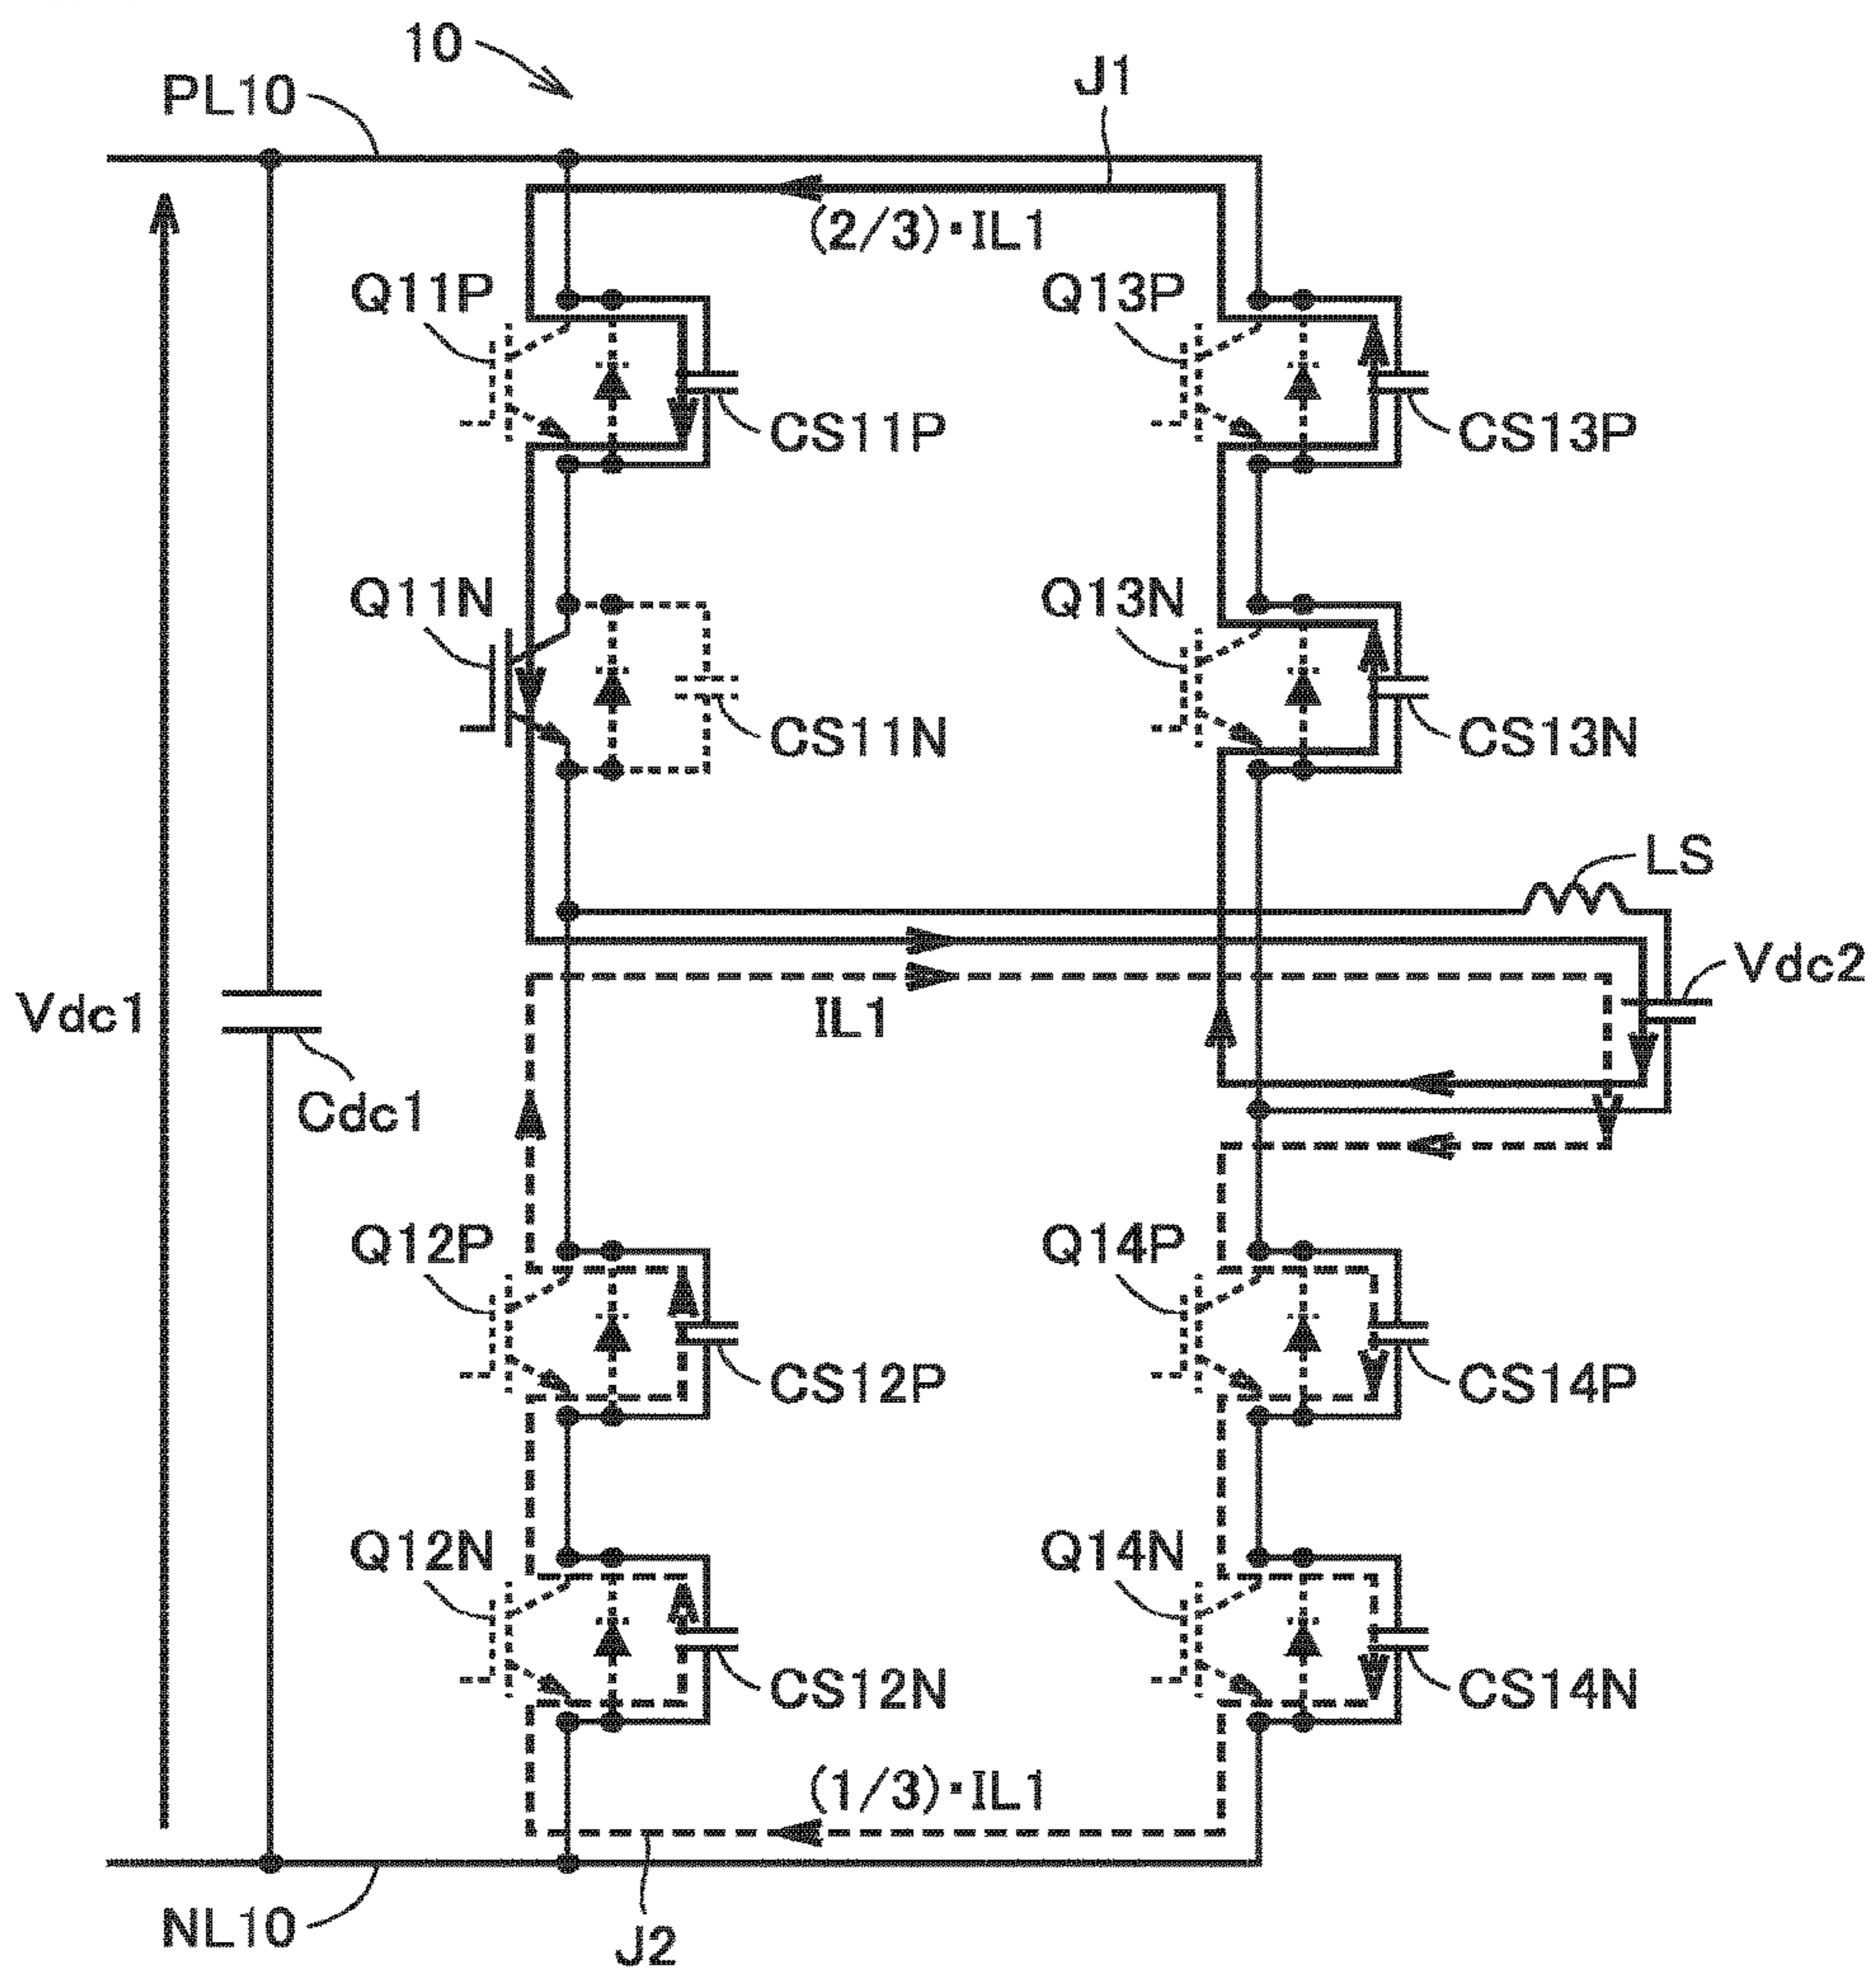 10
PL10
J1
(2/3)・IL1
Q11P
Q13P
CS11P
CS13P
Q11N
Q13N
CS11N
CS13N
LS
Vdc2
Vdc1
IL1
Cdc1
Q12P
Q14P
CS12P
CS14P
Q12N
Q14N
CS12N
CS14N
(1/3)・IL1
NL10
J2